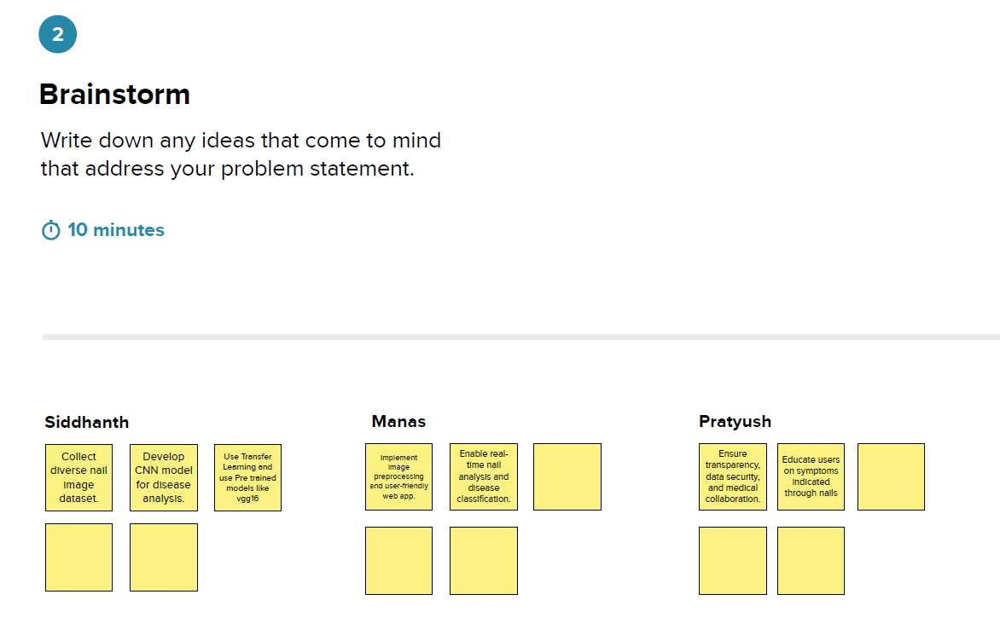 2
Brainstorm
Write down any ideas that come to mind
that address your problem statement.
10 minutes
Siddhanth
Collect
diverse nail
image
dataset.
Develop
CNN model
for disease
analysis.
Use Transfer
Learning and
use Pre trained
models like
vgg16
Manas
Implement
image
preprocessing
and user-friendly
web app.
Enable real-
time nail
analysis and
disease
classification.
Pratyush
Ensure
transparency,
data security,
and medical
collaboration.
Educate users
on symptoms
indicated
through nails